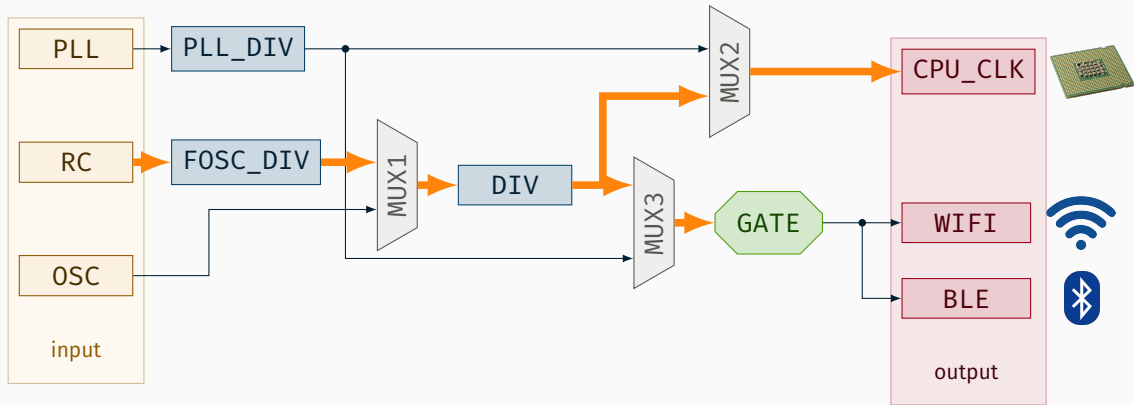 PLL
PLL_DIV
MUX2
CPU_CLK
RC
FOSC_DIV
MUX1
DIV
MUX3
GATE
WIFI
OSC
BLE
input
output